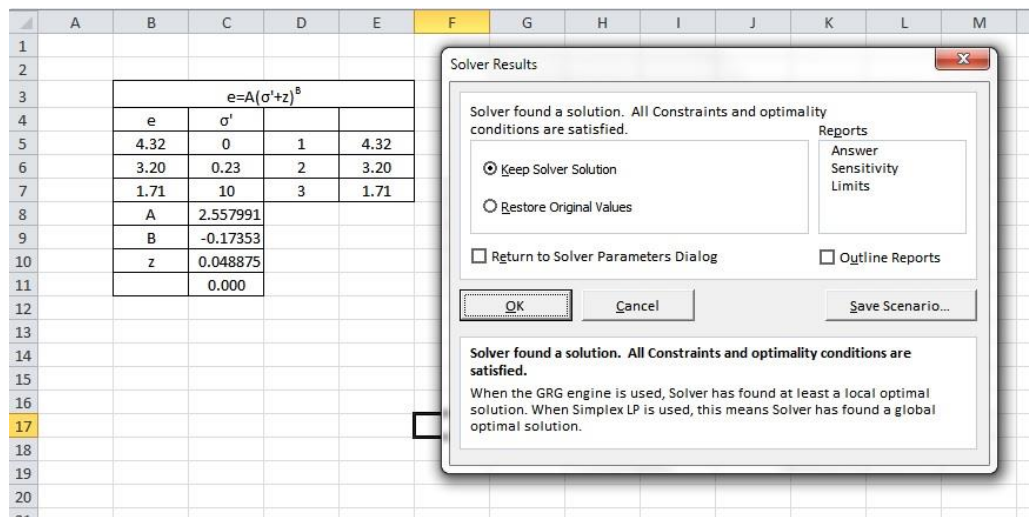 A B C D E F G H I J K L M
1
2
3 e=A(σ'+z)ᴮ
4 e σ'
5 4.32 0 1 4.32
6 3.20 0.23 2 3.20
7 1.71 10 3 1.71
8 A 2.557991
9 B -0.17353
10 z 0.048875
11 0.000
12
13
14
15
16
17
18
19
20
21
Solver Results
Solver found a solution. All Constraints and optimality
conditions are satisfied.
Keep Solver Solution
Restore Original Values
Reports
Answer
Sensitivity
Limits
Return to Solver Parameters Dialog
Outline Reports
OK Cancel Save Scenario...
Solver found a solution. All Constraints and optimality conditions are
satisfied.
When the GRG engine is used, Solver has found at least a local optimal
solution. When Simplex LP is used, this means Solver has found a global
optimal solution.